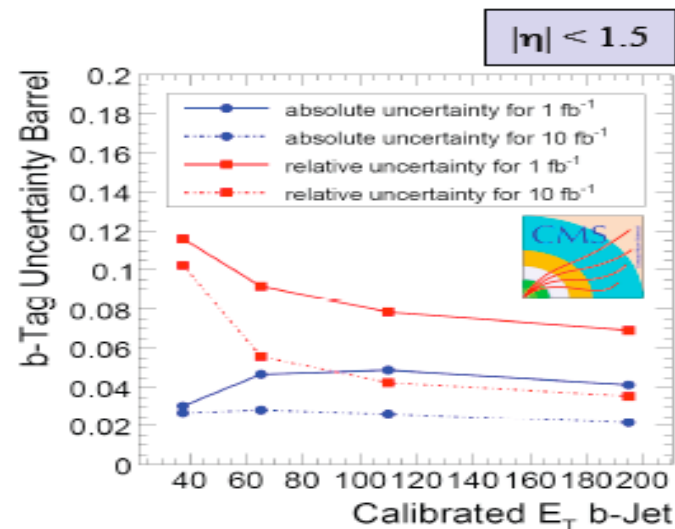 |η| < 1.5
b-Tag Uncertainty Barrel
0.2
0.18
0.16
0.14
0.12
0.1
0.08
0.06
0.04
0.02
0
absolute uncertainty for 1 fb⁻¹
absolute uncertainty for 10 fb⁻¹
relative uncertainty for 1 fb⁻¹
relative uncertainty for 10 fb⁻¹
CMS
40 60 80 100 120 140 160 180 200
Calibrated E_T b-Jet